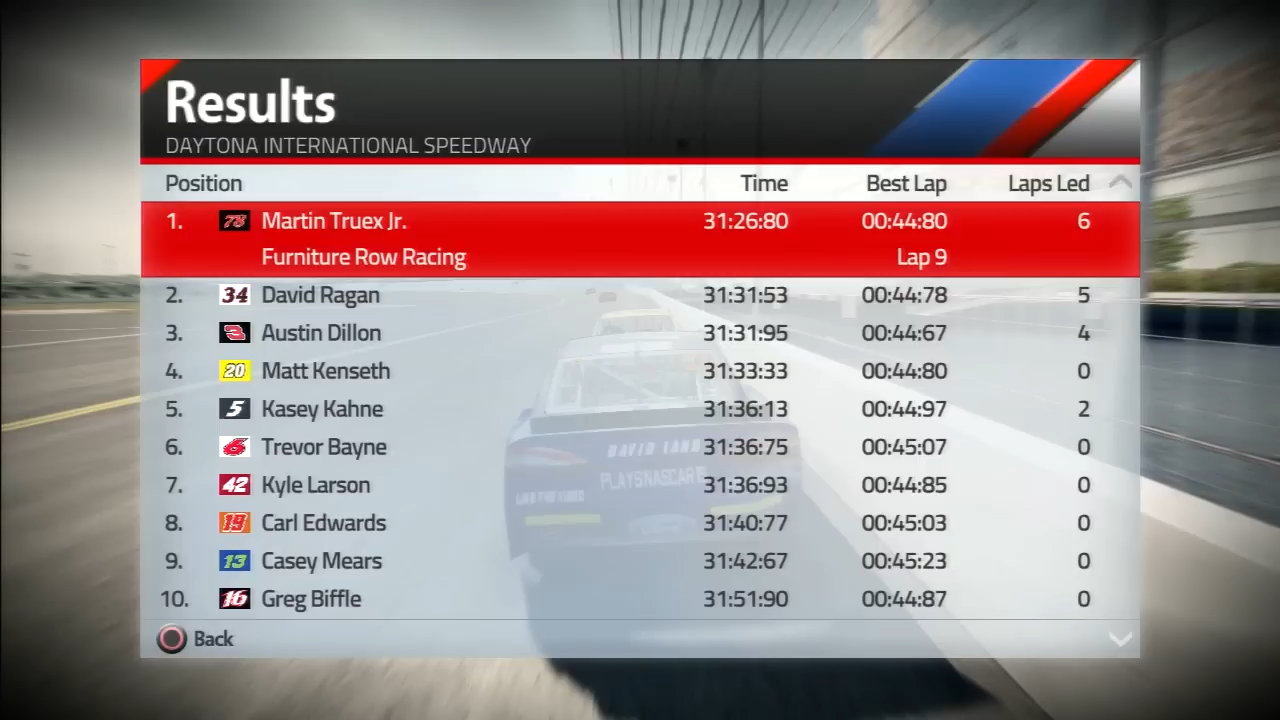 Results
DAYTONA INTERNATIONAL SPEEDWAY
Position Time Best Lap Laps Led
1. 78 Martin Truex Jr. 31:26:80 00:44:80 6
Furniture Row Racing Lap 9
2. 34 David Ragan 31:31:53 00:44:78 5
3. 3 Austin Dillon 31:31:95 00:44:67 4
4. 20 Matt Kenseth 31:33:33 00:44:80 0
5. 5 Kasey Kahne 31:36:13 00:44:97 2
6. 6 Trevor Bayne 31:36:75 00:45:07 0
7. 42 Kyle Larson 31:36:93 00:44:85 0
8. 19 Carl Edwards 31:40:77 00:45:03 0
9. 13 Casey Mears 31:42:67 00:45:23 0
10. 16 Greg Biffle 31:51:90 00:44:87 0
DAVID LAND
PLAYSNASCAR
Back